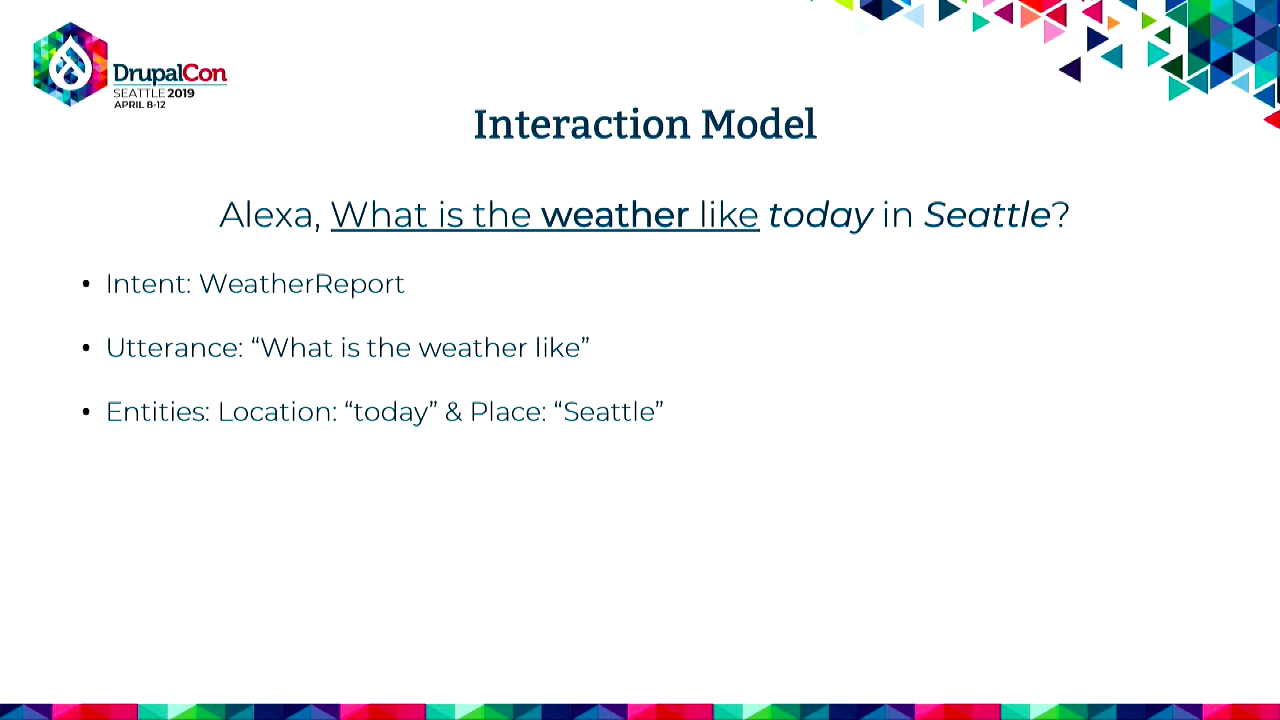 DrupalCon
SEATTLE 2019
APRIL 8-12
Interaction Model
Alexa, What is the weather like today in Seattle?
• Intent: WeatherReport
• Utterance: “What is the weather like”
• Entities: Location: “today” & Place: “Seattle”